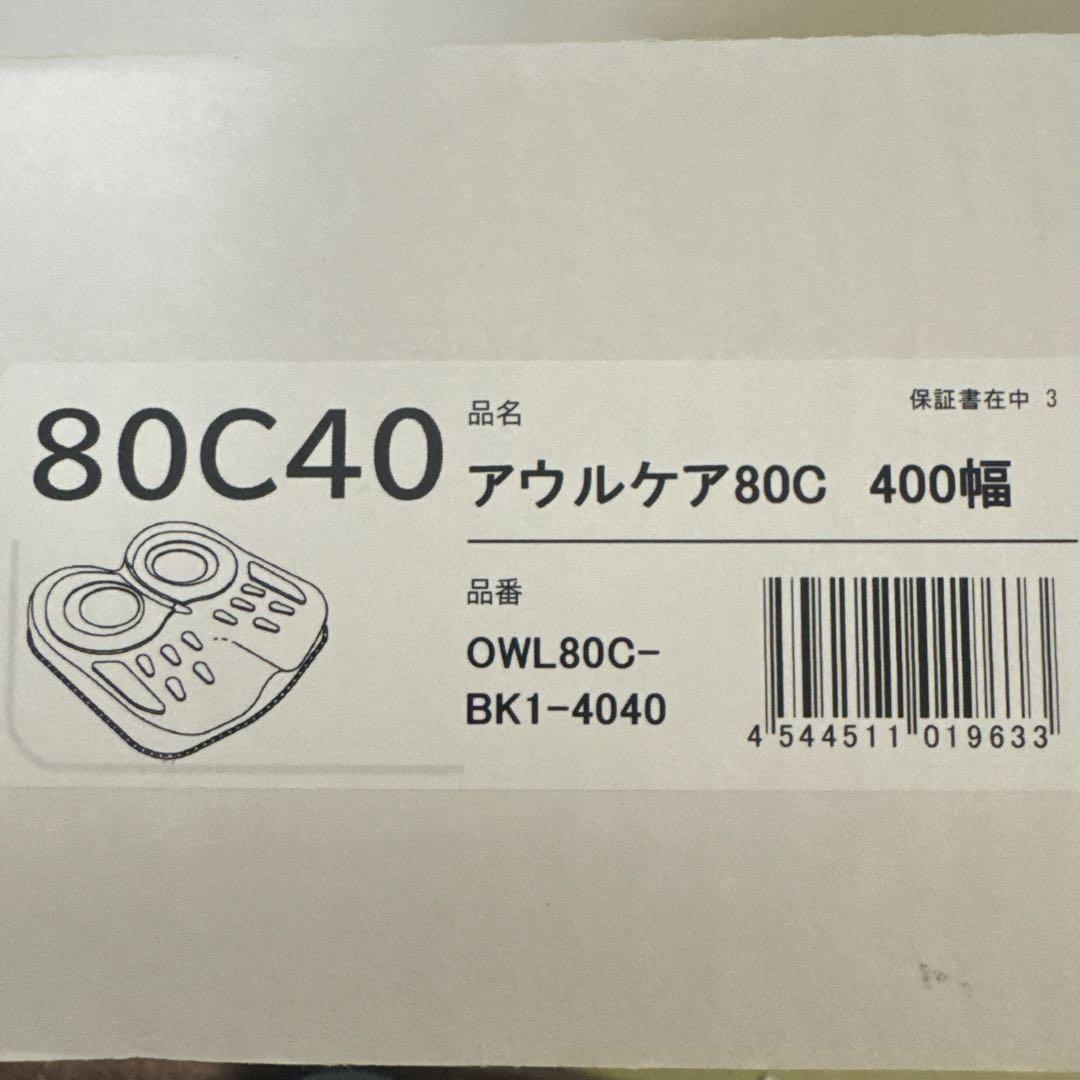 80C40
保証書在中 3
品名
アウルケア80C 400幅
品番
OWL80C-
BK1-4040
4 544511 019633